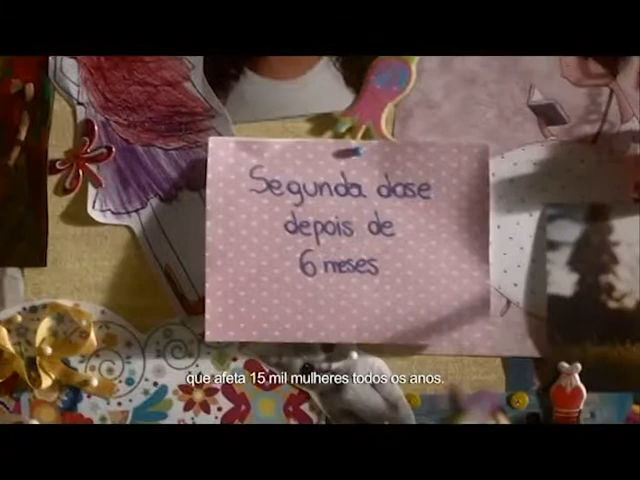 Segunda dose
depois de
6 meses
que afeta 15 mil mulheres todos os anos.